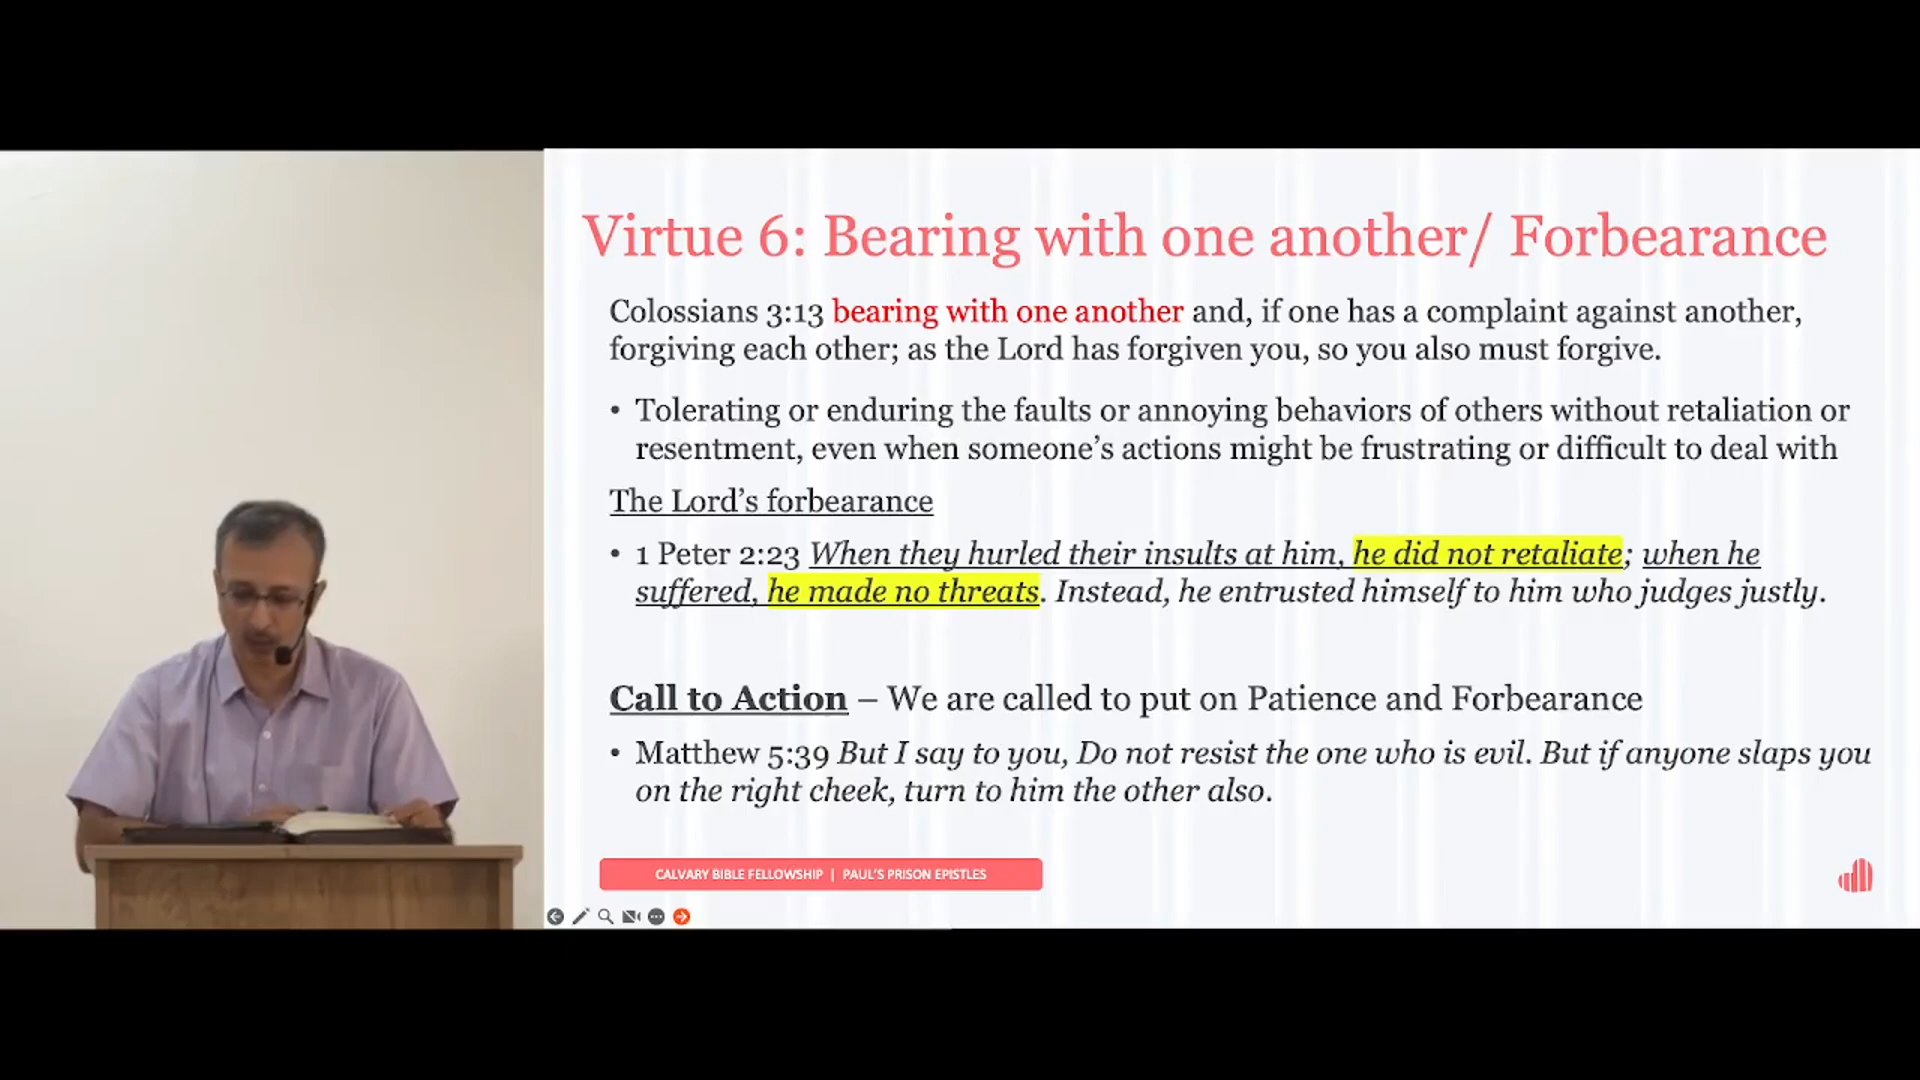 Virtue 6: Bearing with one another/ Forbearance
Colossians 3:13 bearing with one another and, if one has a complaint against another,
forgiving each other; as the Lord has forgiven you, so you also must forgive.
• Tolerating or enduring the faults or annoying behaviors of others without retaliation or
resentment, even when someone’s actions might be frustrating or difficult to deal with
The Lord’s forbearance
• 1 Peter 2:23 When they hurled their insults at him, he did not retaliate; when he
suffered, he made no threats. Instead, he entrusted himself to him who judges justly.
Call to Action – We are called to put on Patience and Forbearance
• Matthew 5:39 But I say to you, Do not resist the one who is evil. But if anyone slaps you
on the right cheek, turn to him the other also.
CALVARY BIBLE FELLOWSHIP | PAUL’S PRISON EPISTLES